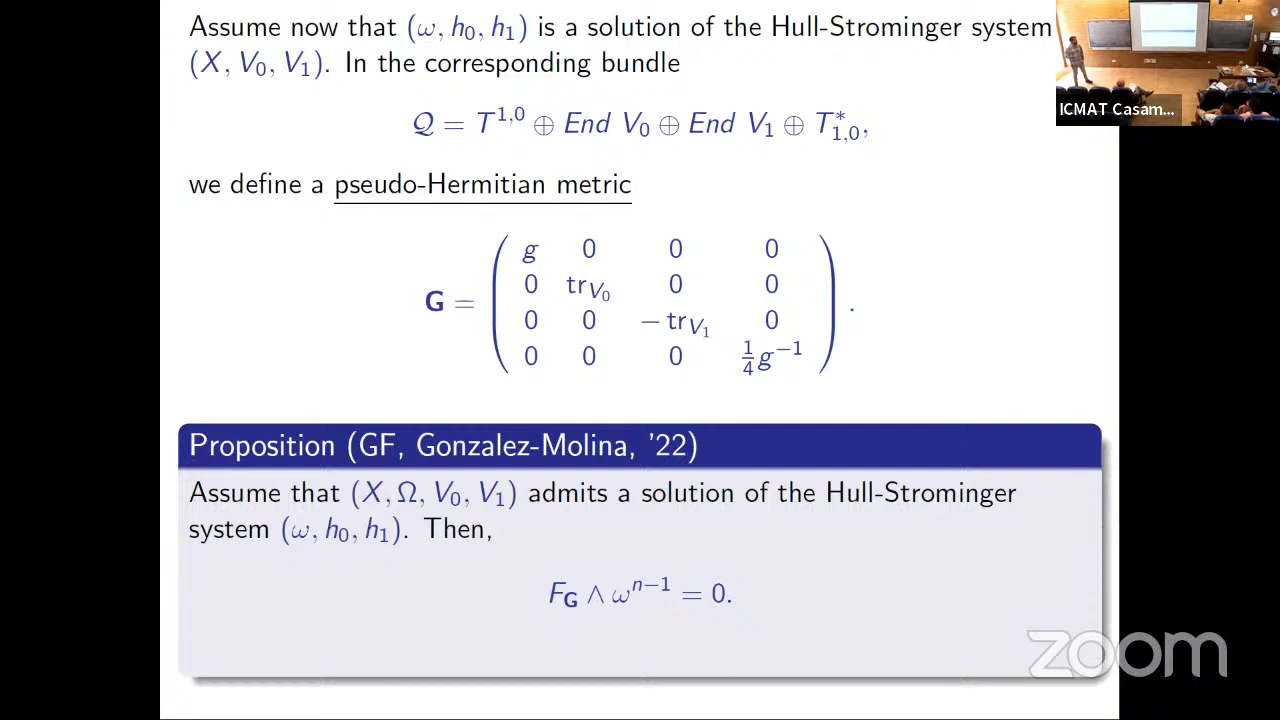 Assume now that (ω, h₀, h₁) is a solution of the Hull-Strominger system
(X, V₀, V₁). In the corresponding bundle
𝒬 = T^{1,0} ⊕ End V₀ ⊕ End V₁ ⊕ T^*_{1,0},
we define a pseudo-Hermitian metric
G = ( g 0 0 0
0 tr_{V₀} 0 0
0 0 − tr_{V₁} 0
0 0 0 ¼g^{−1} ) .
Proposition (GF, Gonzalez-Molina, '22)
Assume that (X, Ω, V₀, V₁) admits a solution of the Hull-Strominger
system (ω, h₀, h₁). Then,
F_G ∧ ω^{n−1} = 0.
ICMAT Casam...
zoom